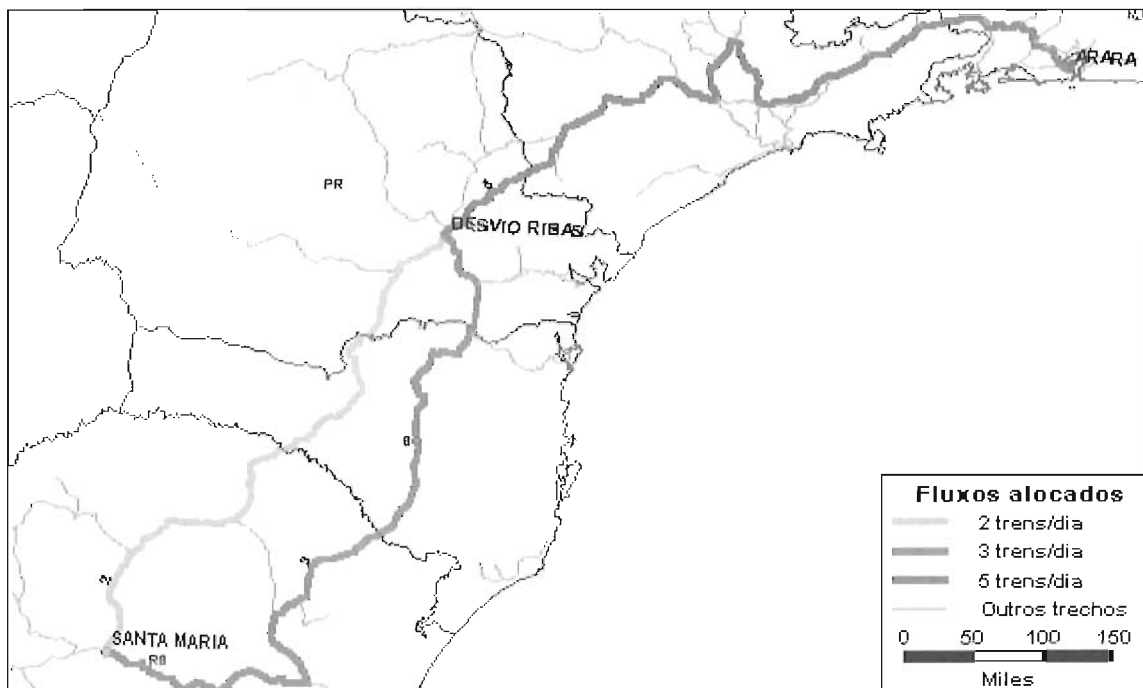 ARARA
PR
DESVIO RIBAS
SANTA MARIA
Fluxos alocados
2 trens/dia
3 trens/dia
5 trens/dia
Outros trechos
0 50 100 150
Miles